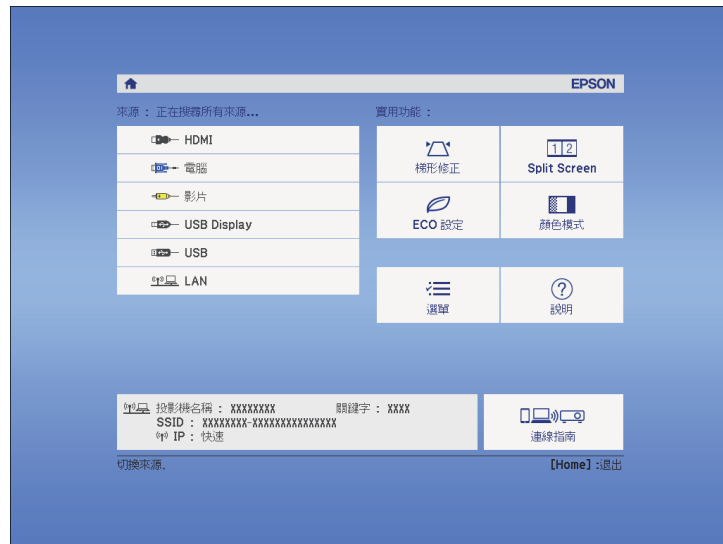 EPSON
來源 : 正在搜尋所有來源...
HDMI
電腦
影片
USB Display
USB
LAN
實用功能 :
梯形修正
1 2
Split Screen
ECO 設定
顏色模式
選單
?
說明
投影機名稱 : XXXXXXXX 關鍵字 : XXXX
SSID : XXXXXXXX-XXXXXXXXXXXXXXX
IP : 快速
連線指南
切換來源.
[Home] :退出